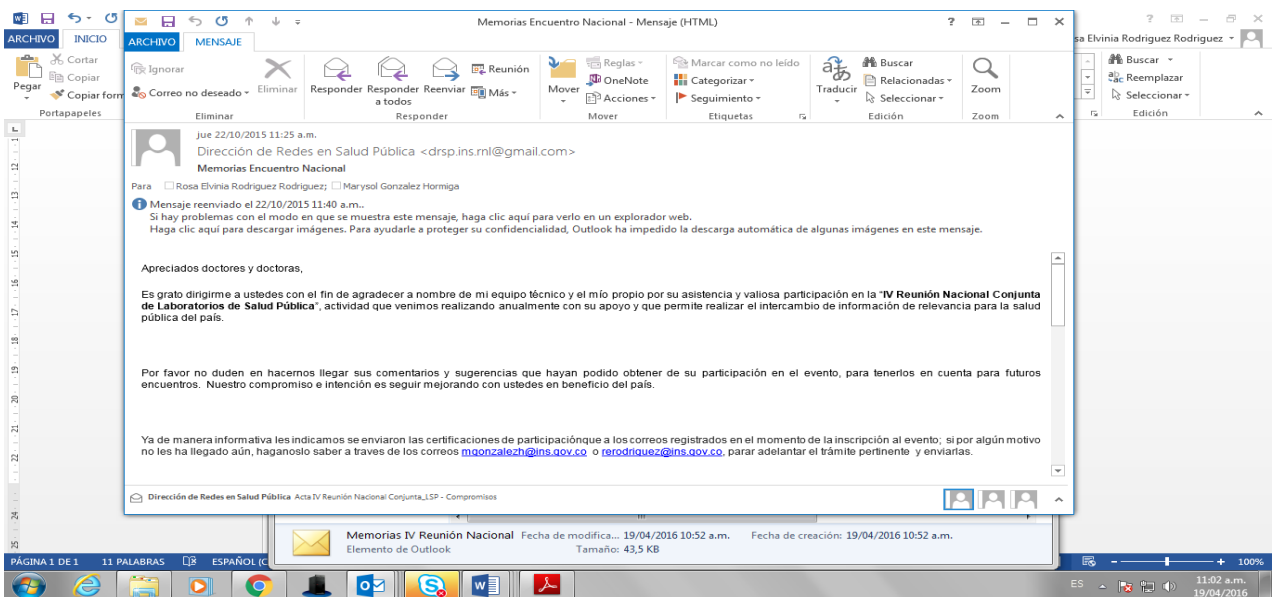 Memorias Encuentro Nacional - Mensaje (HTML)
ARCHIVO INICIO
ARCHIVO MENSAJE
sa Elvinia Rodriguez Rodriguez
Pegar
Cortar
Copiar
Copiar form
Portapapeles
Ignorar
Correo no deseado
Eliminar
Eliminar
Responder
Responder a todos
Reenviar
Reunión
Más
Responder
Mover
Reglas
OneNote
Acciones
Mover
Marcar como no leído
Categorizar
Seguimiento
Etiquetas
Traducir
Buscar
Relacionadas
Seleccionar
Edición
Zoom
Zoom
Buscar
Reemplazar
Seleccionar
Edición
jue 22/10/2015 11:25 a.m.
Dirección de Redes en Salud Pública <drsp.ins.rnl@gmail.com>
Memorias Encuentro Nacional
Para Rosa Elvinia Rodriguez Rodriguez; Marysol Gonzalez Hormiga
Mensaje reenviado el 22/10/2015 11:40 a.m..
Si hay problemas con el modo en que se muestra este mensaje, haga clic aquí para verlo en un explorador web.
Haga clic aquí para descargar imágenes. Para ayudarle a proteger su confidencialidad, Outlook ha impedido la descarga automática de algunas imágenes en este mensaje.
Apreciados doctores y doctoras,
Es grato dirigirme a ustedes con el fin de agradecer a nombre de mi equipo técnico y el mío propio por su asistencia y valiosa participación en la “IV Reunión Nacional Conjunta
de Laboratorios de Salud Pública”, actividad que venimos realizando anualmente con su apoyo y que permite realizar el intercambio de información de relevancia para la salud
pública del país.
Por favor no duden en hacernos llegar sus comentarios y sugerencias que hayan podido obtener de su participación en el evento, para tenerlos en cuenta para futuros
encuentros. Nuestro compromiso e intención es seguir mejorando con ustedes en beneficio del país.
Ya de manera informativa les indicamos se enviaron las certificaciones de participaciónque a los correos registrados en el momento de la inscripción al evento; si por algún motivo
no les ha llegado aún, haganoslo saber a traves de los correos mgonzalezh@ins.gov.co o rerodriguez@ins.gov.co, parar adelantar el trámite pertinente y enviarlas.
Dirección de Redes en Salud Pública Acta IV Reunión Nacional Conjunta_LSP - Compromisos
Memorias IV Reunión Nacional Fecha de modifica... 19/04/2016 10:52 a.m. Fecha de creación: 19/04/2016 10:52 a.m.
Elemento de Outlook Tamaño: 43,5 KB
PÁGINA 1 DE 1 11 PALABRAS ESPAÑOL (C
100%
ES
11:02 a.m.
19/04/2016